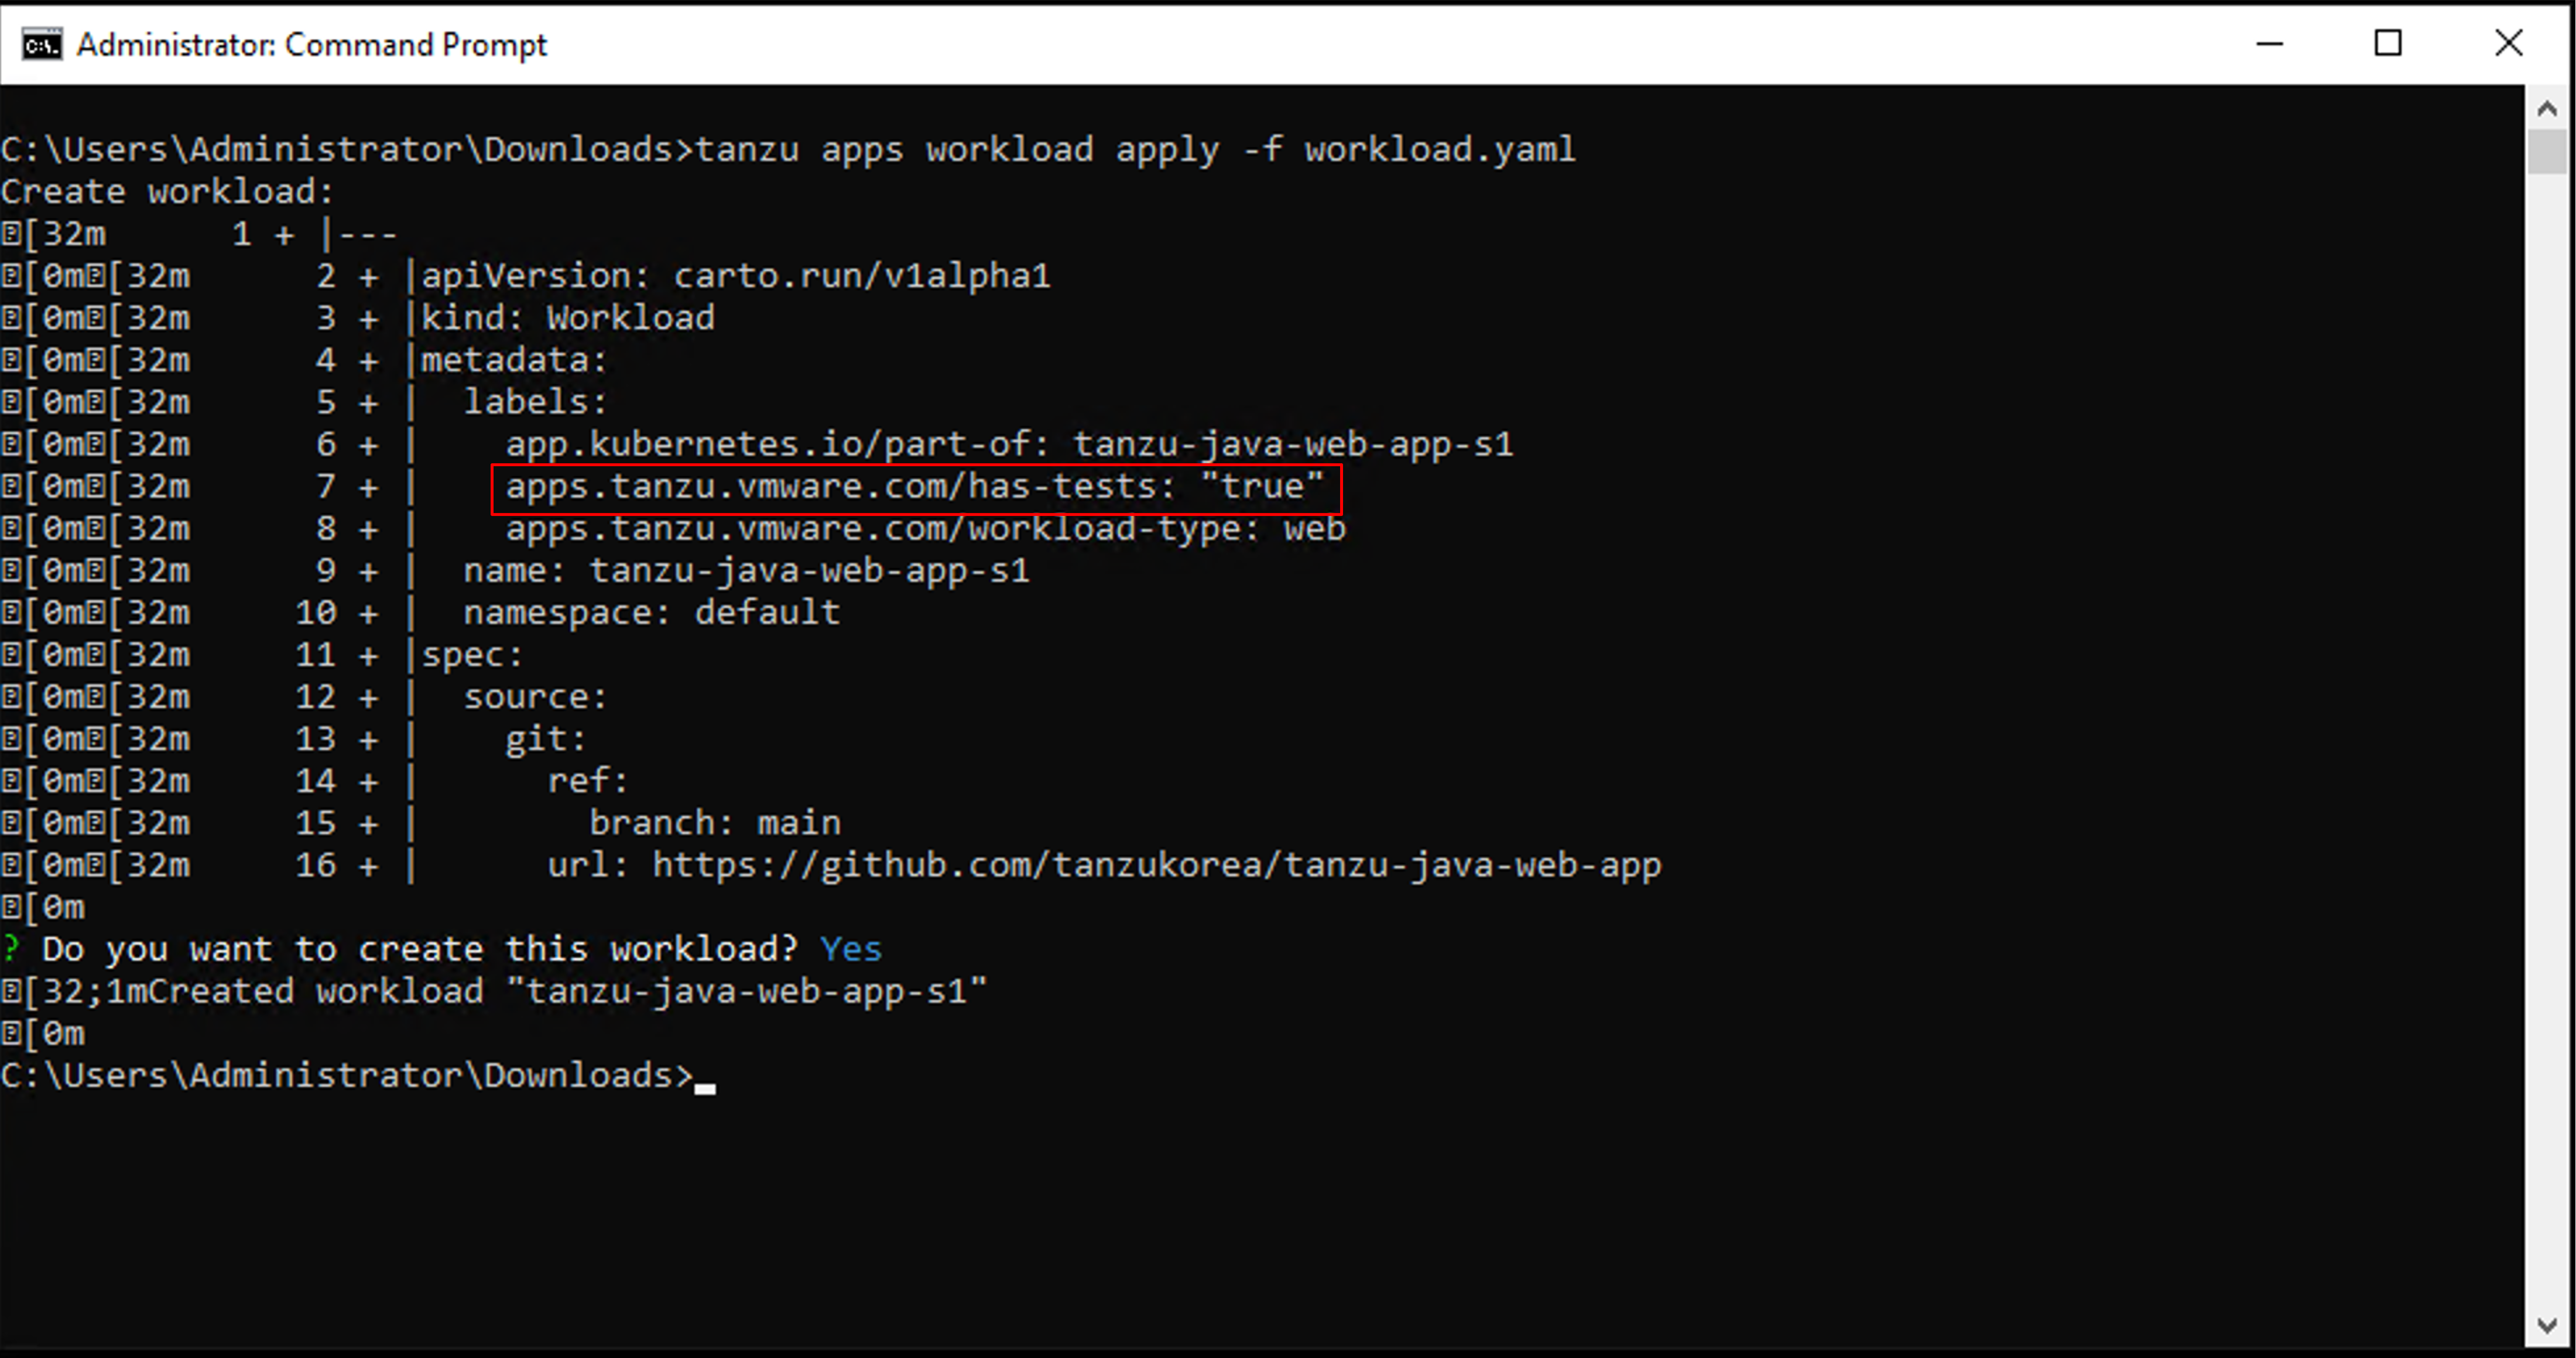 Administrator: Command Prompt
C:\Users\Administrator\Downloads>tanzu apps workload apply -f workload.yaml
Create workload:
[32m      1 + |---
[0m[32m      2 + |apiVersion: carto.run/v1alpha1
[0m[32m      3 + |kind: Workload
[0m[32m      4 + |metadata:
[0m[32m      5 + |  labels:
[0m[32m      6 + |    app.kubernetes.io/part-of: tanzu-java-web-app-s1
[0m[32m      7 + |    apps.tanzu.vmware.com/has-tests: "true"
[0m[32m      8 + |    apps.tanzu.vmware.com/workload-type: web
[0m[32m      9 + |  name: tanzu-java-web-app-s1
[0m[32m     10 + |  namespace: default
[0m[32m     11 + |spec:
[0m[32m     12 + |  source:
[0m[32m     13 + |    git:
[0m[32m     14 + |      ref:
[0m[32m     15 + |        branch: main
[0m[32m     16 + |      url: https://github.com/tanzukorea/tanzu-java-web-app
[0m
? Do you want to create this workload? Yes
[32;1mCreated workload "tanzu-java-web-app-s1"
[0m
C:\Users\Administrator\Downloads>